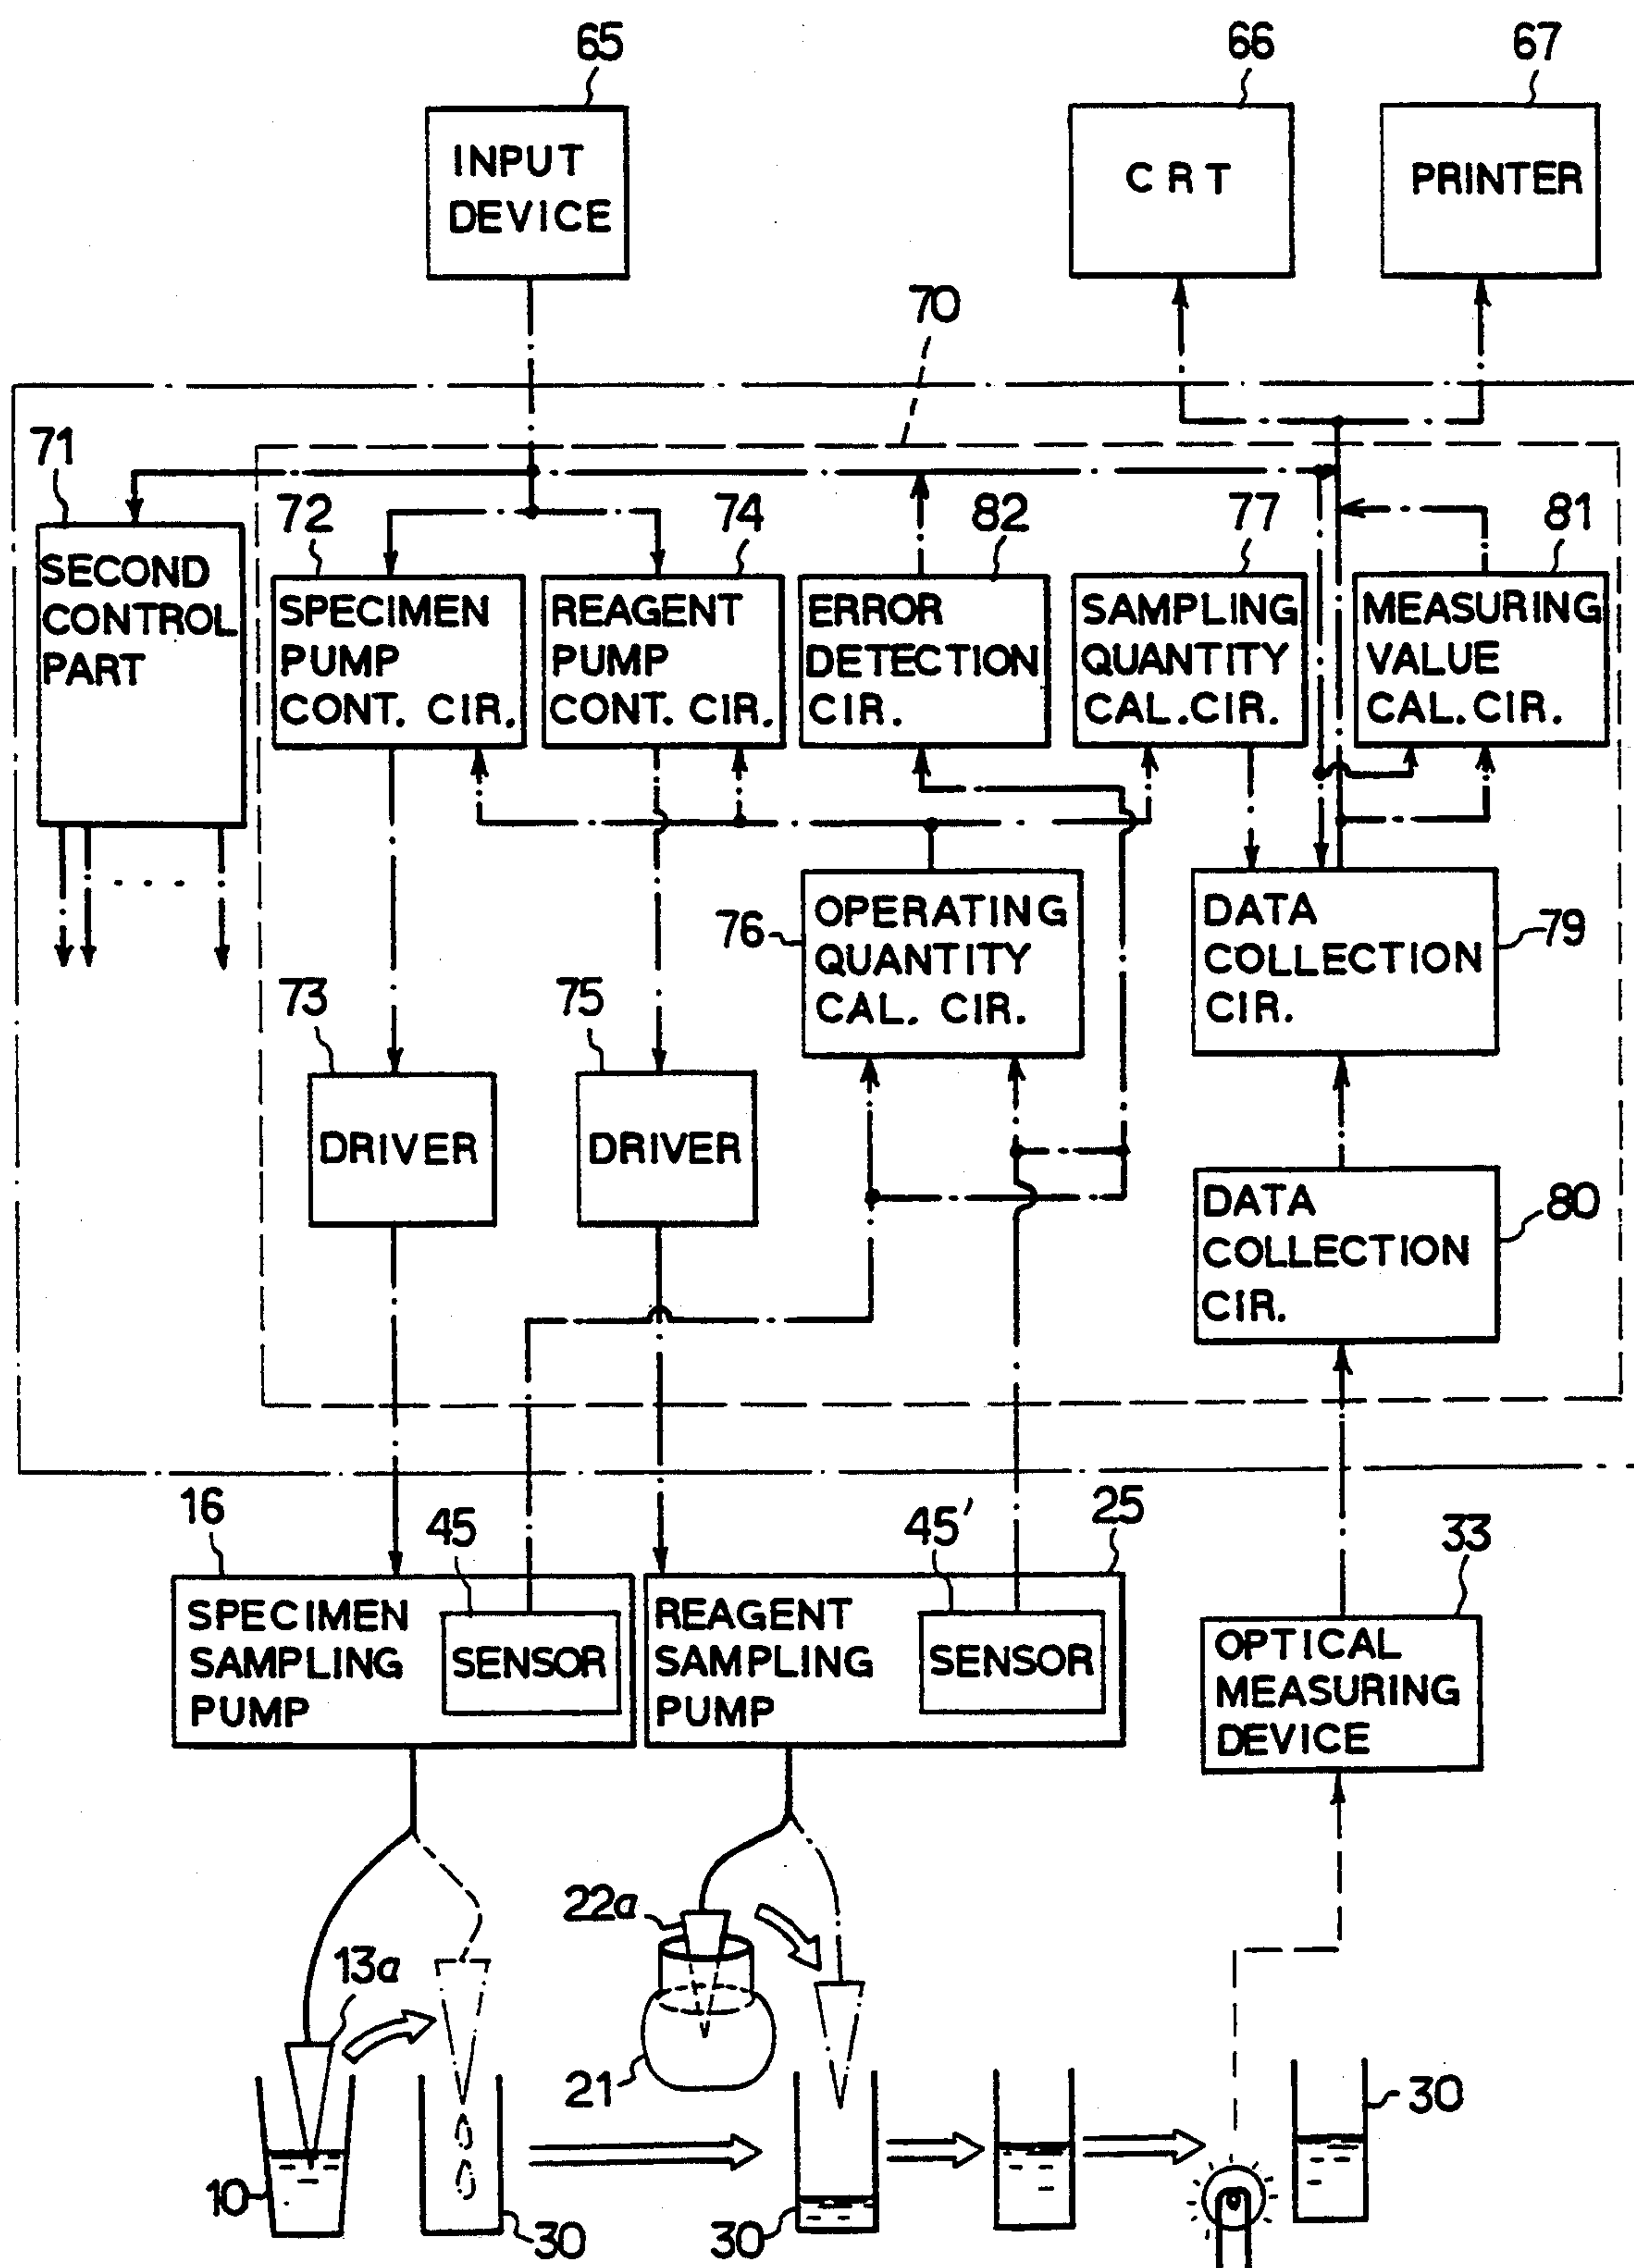 65
66
67
INPUT
DEVICE
CRT
PRINTER
70
71
72
74
82
77
81
SECOND
CONTROL
PART
SPECIMEN
PUMP
CONT. CIR.
REAGENT
PUMP
CONT. CIR.
ERROR
DETECTION
CIR.
SAMPLING
QUANTITY
CAL. CIR.
MEASURING
VALUE
CAL. CIR.
76
OPERATING
QUANTITY
CAL. CIR.
DATA
COLLECTION
CIR.
79
73
75
DRIVER
DRIVER
DATA
COLLECTION
CIR.
80
16
45
45'
25
33
SPECIMEN
SAMPLING
PUMP
SENSOR
REAGENT
SAMPLING
PUMP
SENSOR
OPTICAL
MEASURING
DEVICE
22a
13a
21
30
10
30
30